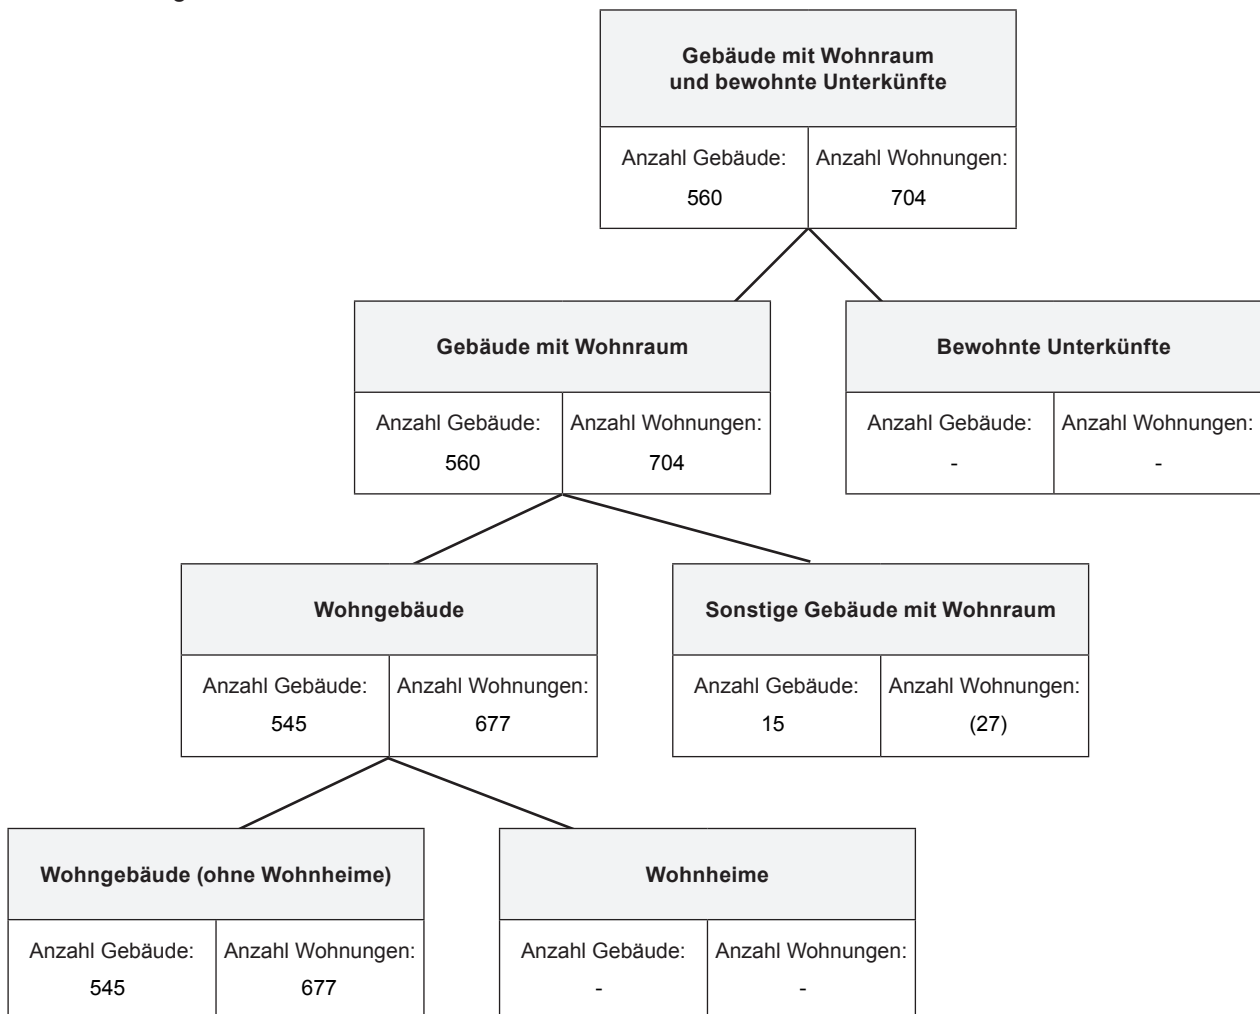 Gebäude mit Wohnraum
und bewohnte Unterkünfte
Anzahl Gebäude: Anzahl Wohnungen:
560 704
Gebäude mit Wohnraum
Anzahl Gebäude: Anzahl Wohnungen:
560 704
Bewohnte Unterkünfte
Anzahl Gebäude: Anzahl Wohnungen:
- -
Wohngebäude
Anzahl Gebäude: Anzahl Wohnungen:
545 677
Sonstige Gebäude mit Wohnraum
Anzahl Gebäude: Anzahl Wohnungen:
15 (27)
Wohngebäude (ohne Wohnheime)
Anzahl Gebäude: Anzahl Wohnungen:
545 677
Wohnheime
Anzahl Gebäude: Anzahl Wohnungen:
- -